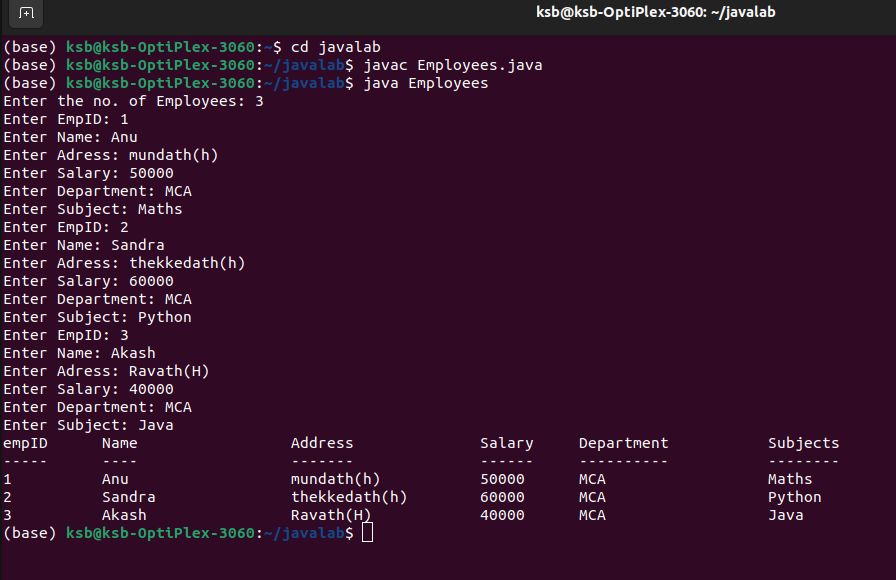 ksb@ksb-OptiPlex-3060: ~/javalab
(base) ksb@ksb-OptiPlex-3060:~$ cd javalab
(base) ksb@ksb-OptiPlex-3060:~/javalab$ javac Employees.java
(base) ksb@ksb-OptiPlex-3060:~/javalab$ java Employees
Enter the no. of Employees: 3
Enter EmpID: 1
Enter Name: Anu
Enter Adress: mundath(h)
Enter Salary: 50000
Enter Department: MCA
Enter Subject: Maths
Enter EmpID: 2
Enter Name: Sandra
Enter Adress: thekkedath(h)
Enter Salary: 60000
Enter Department: MCA
Enter Subject: Python
Enter EmpID: 3
Enter Name: Akash
Enter Adress: Ravath(H)
Enter Salary: 40000
Enter Department: MCA
Enter Subject: Java
empID      Name                 Address              Salary     Department           Subjects
-----      ----                 -------              ------     ----------           --------
1          Anu                  mundath(h)           50000      MCA                  Maths
2          Sandra               thekkedath(h)        60000      MCA                  Python
3          Akash                Ravath(H)            40000      MCA                  Java
(base) ksb@ksb-OptiPlex-3060:~/javalab$